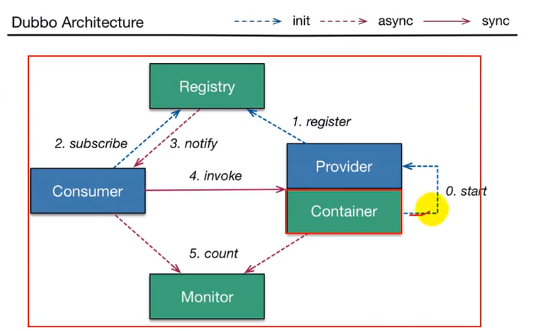 Dubbo Architecture
init
async
sync
Registry
1. register
2. subscribe
3. notify
Provider
4. invoke
Consumer
0. start
Container
5. count
Monitor